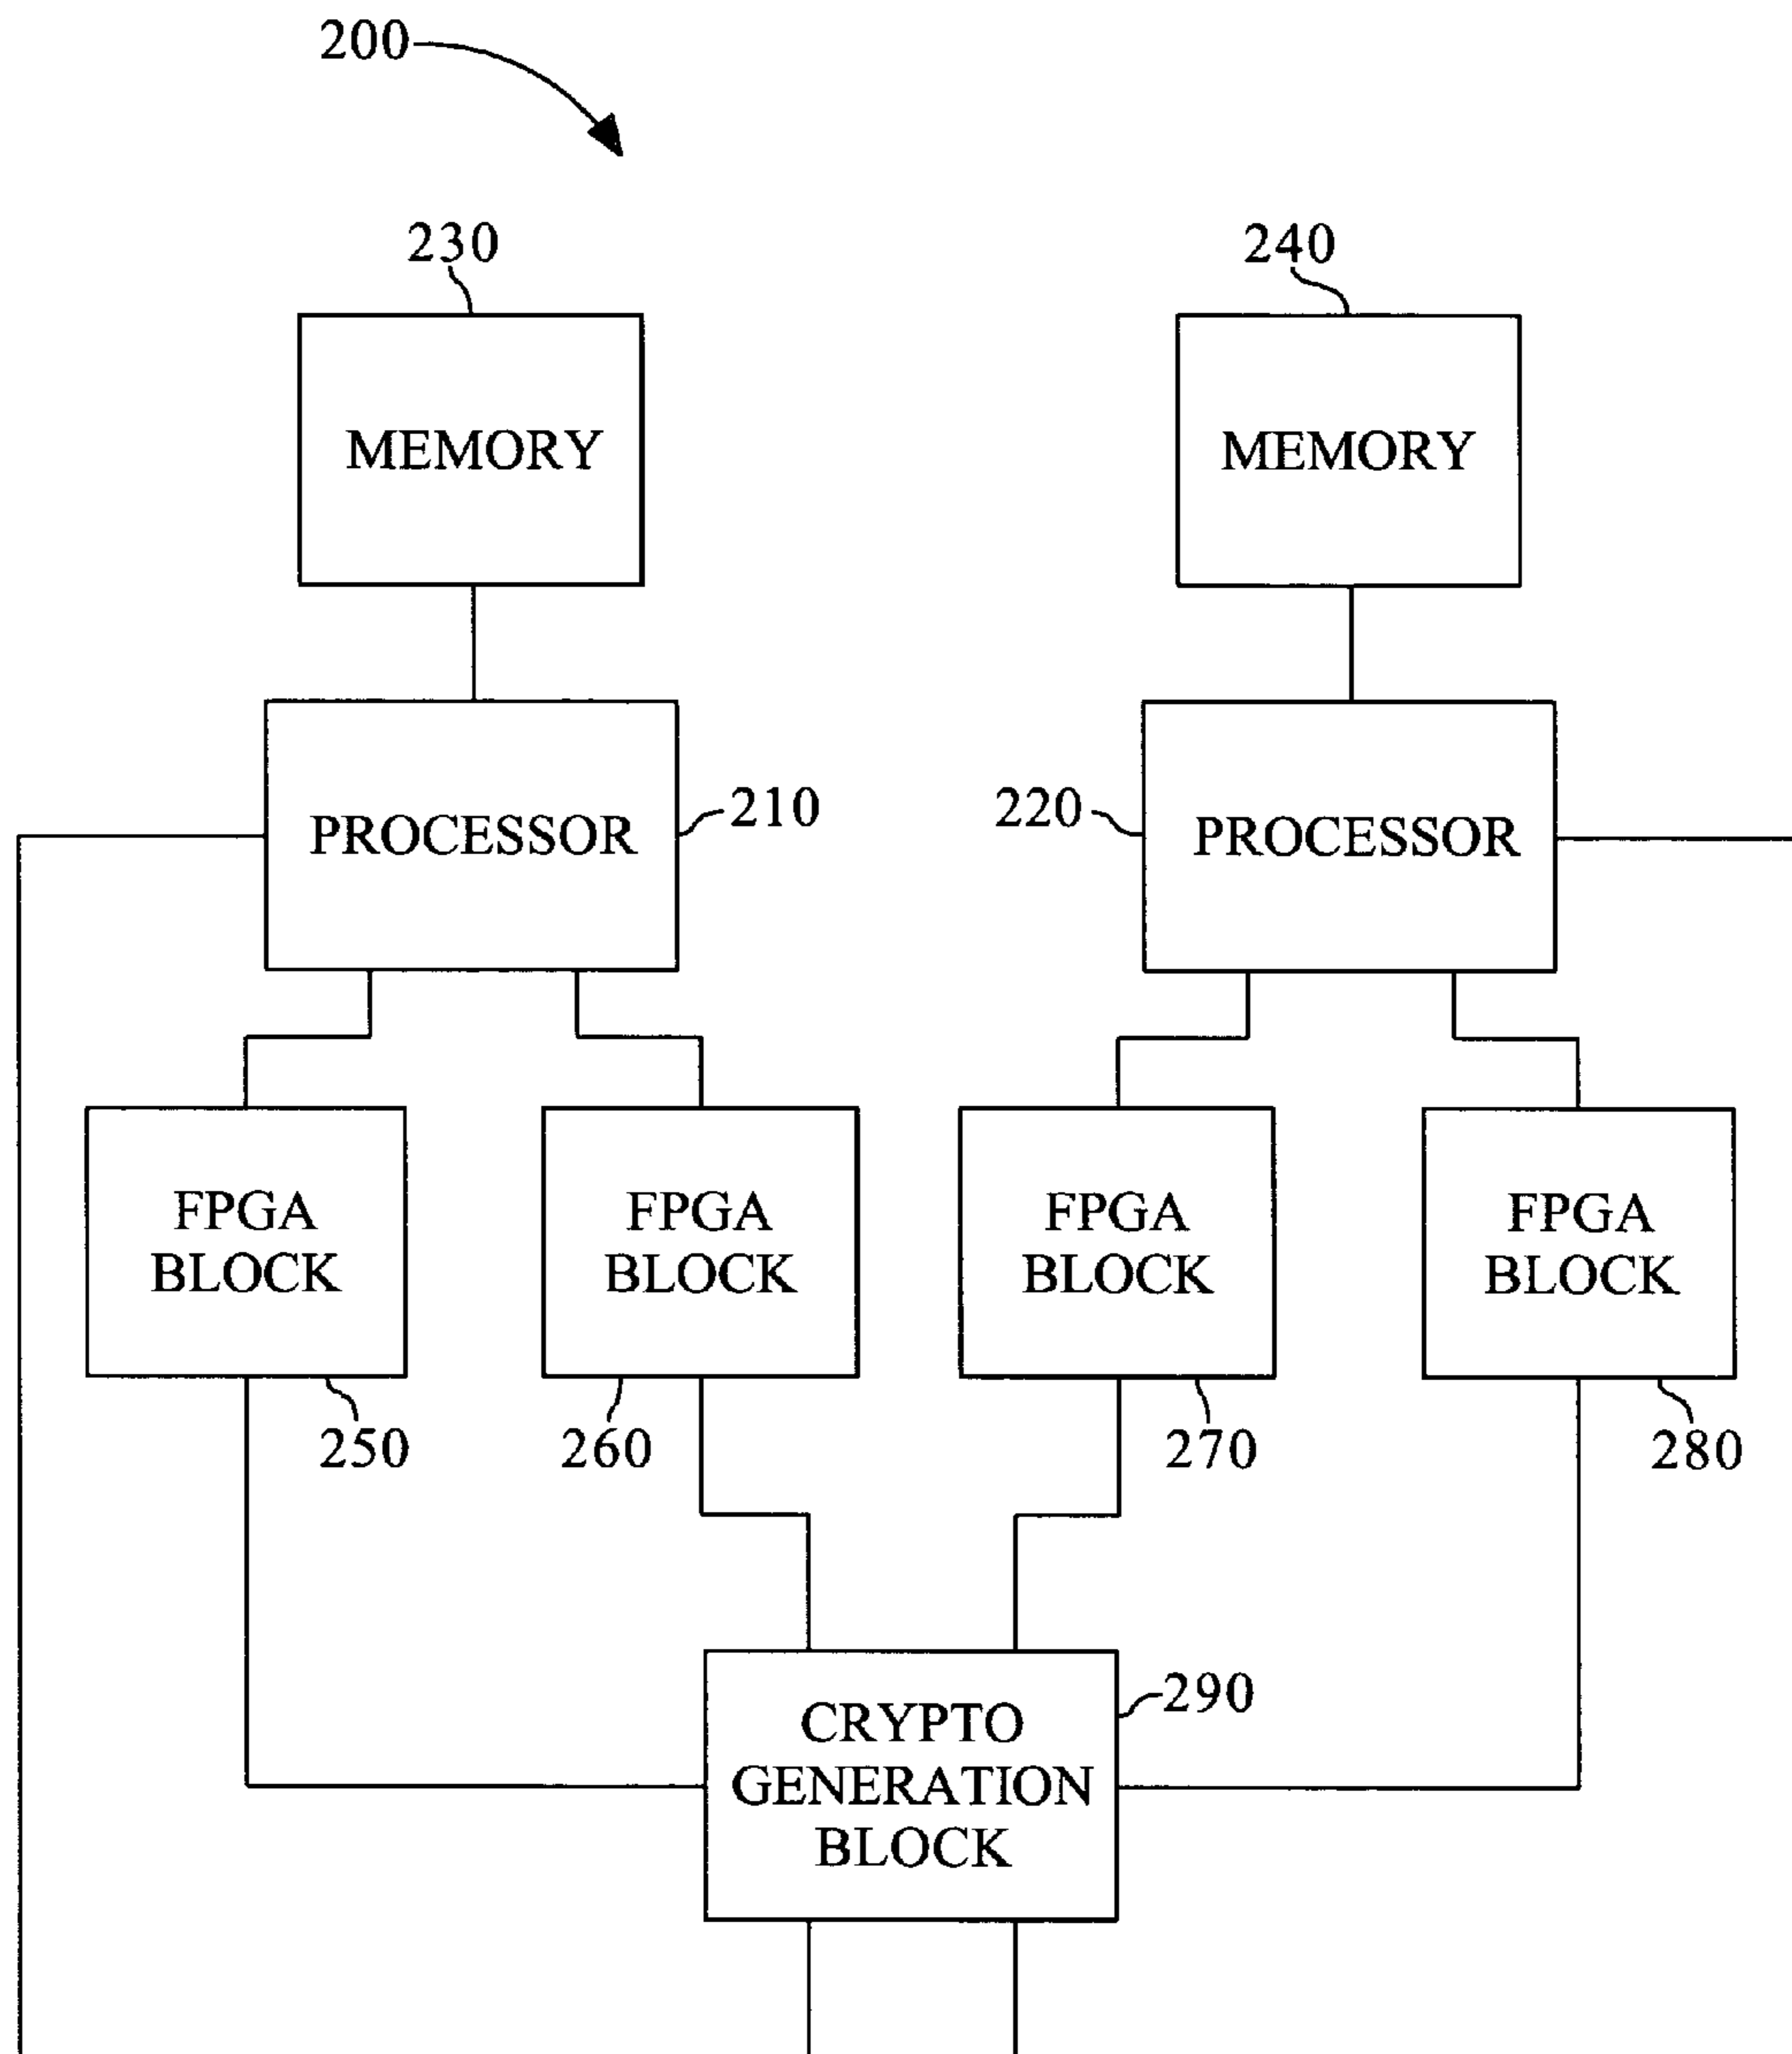 200
230
240
MEMORY
MEMORY
210
220
PROCESSOR
PROCESSOR
FPGA
BLOCK
FPGA
BLOCK
FPGA
BLOCK
FPGA
BLOCK
250
260
270
280
290
CRYPTO
GENERATION
BLOCK